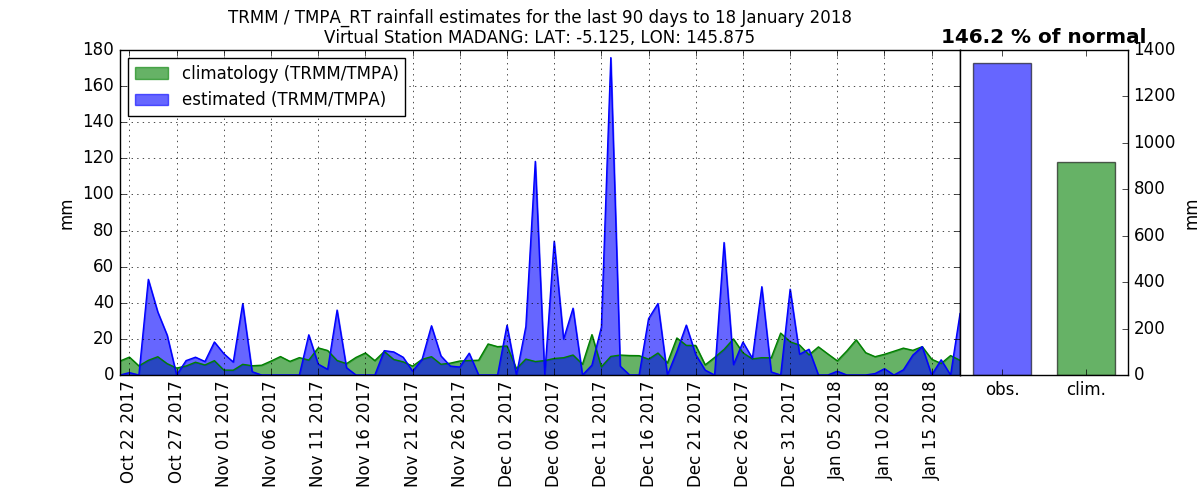 TRMM / TMPA_RT rainfall estimates for the last 90 days to 18 January 2018
Virtual Station MADANG: LAT: -5.125, LON: 145.875
146.2 % of normal
climatology (TRMM/TMPA)
estimated (TRMM/TMPA)
180
160
140
120
100
80
60
40
20
0
mm
Oct 22 2017
Oct 27 2017
Nov 01 2017
Nov 06 2017
Nov 11 2017
Nov 16 2017
Nov 21 2017
Nov 26 2017
Dec 01 2017
Dec 06 2017
Dec 11 2017
Dec 16 2017
Dec 21 2017
Dec 26 2017
Dec 31 2017
Jan 05 2018
Jan 10 2018
Jan 15 2018
obs.
clim.
1400
1200
1000
800
600
400
200
0
mm